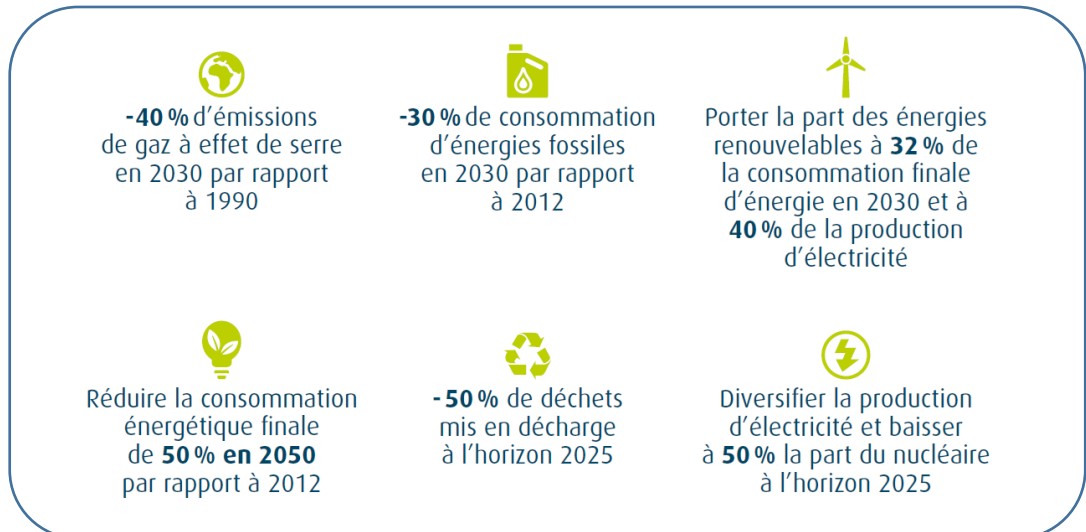 -40 % d'émissions
de gaz à effet de serre
en 2030 par rapport
à 1990
-30 % de consommation
d'énergies fossiles
en 2030 par rapport
à 2012
Porter la part des énergies
renouvelables à 32 % de
la consommation finale
d'énergie en 2030 et à
40 % de la production
d'électricité
Réduire la consommation
énergétique finale
de 50 % en 2050
par rapport à 2012
- 50 % de déchets
mis en décharge
à l'horizon 2025
Diversifier la production
d'électricité et baisser
à 50 % la part du nucléaire
à l'horizon 2025